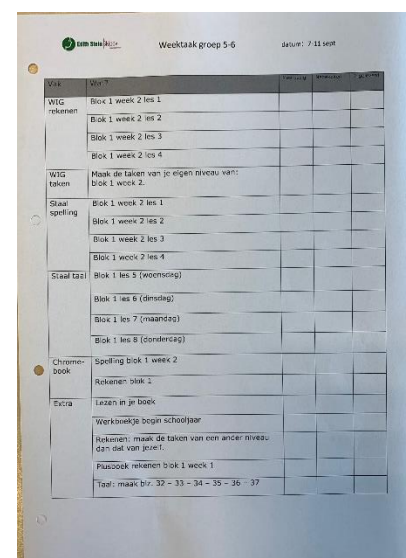 Edith Stein
Weektaak groep 5-6
datum: 7-11 sept
Vak
Wat?
WIG
rekenen
Blok 1 week 2 les 1
Blok 1 week 2 les 2
Blok 1 week 2 les 3
Blok 1 week 2 les 4
WIG
taken
Maak de taken van je eigen niveau van:
blok 1 week 2.
Staal
spelling
Blok 1 week 2 les 1
Blok 1 week 2 les 2
Blok 1 week 2 les 3
Blok 1 week 2 les 4
Staal taal
Blok 1 les 5 (woensdag)
Blok 1 les 6 (dinsdag)
Blok 1 les 7 (maandag)
Blok 1 les 8 (donderdag)
Chrome-
book
Spelling blok 1 week 2
Rekenen blok 1
Extra
Lezen in je boek
Werkboekje begin schooljaar
Rekenen: maak de taken van een ander niveau
dan dat van jezelf.
Plusboek rekenen blok 1 week 1
Taal: maak blz. 32 – 33 – 34 – 35 – 36 – 37